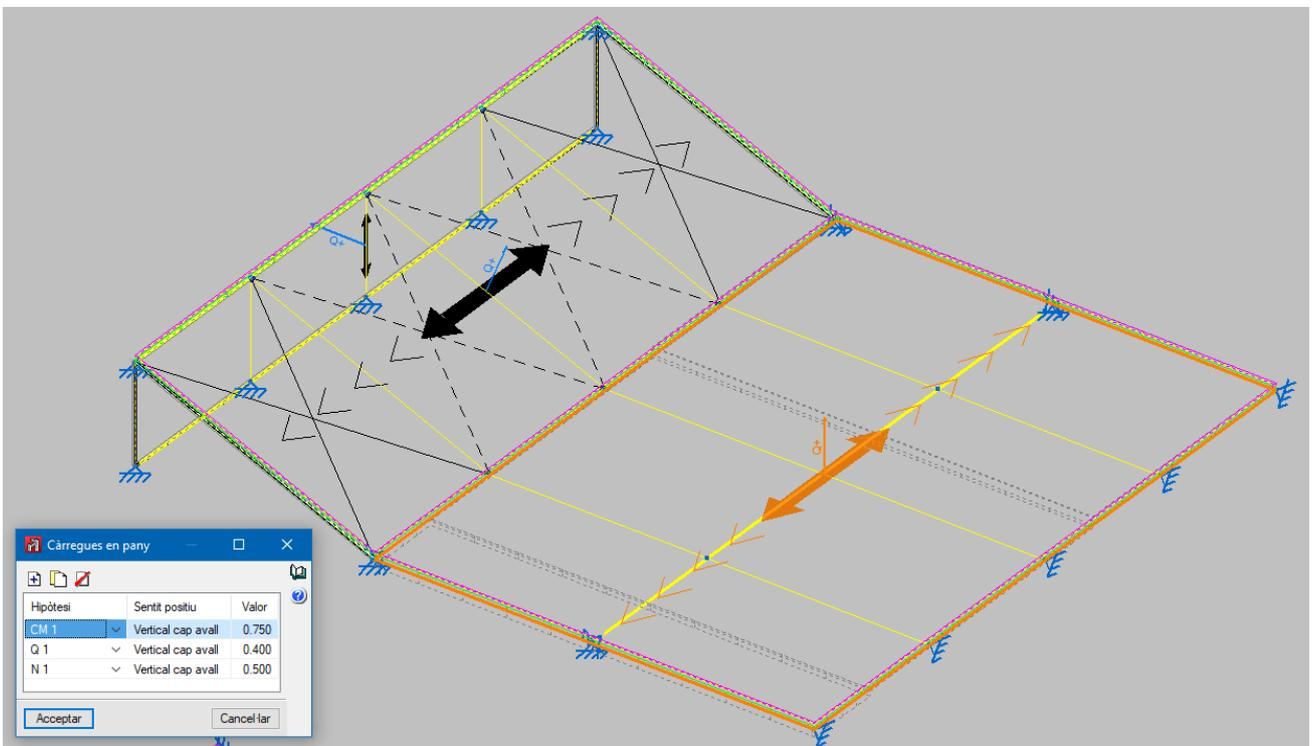 Q+
Q+
Q+
Càrregues en pany
Hipòtesi Sentit positiu Valor
CM 1 Vertical cap avall 0.750
Q 1 Vertical cap avall 0.400
N 1 Vertical cap avall 0.500
Acceptar Cancel·lar